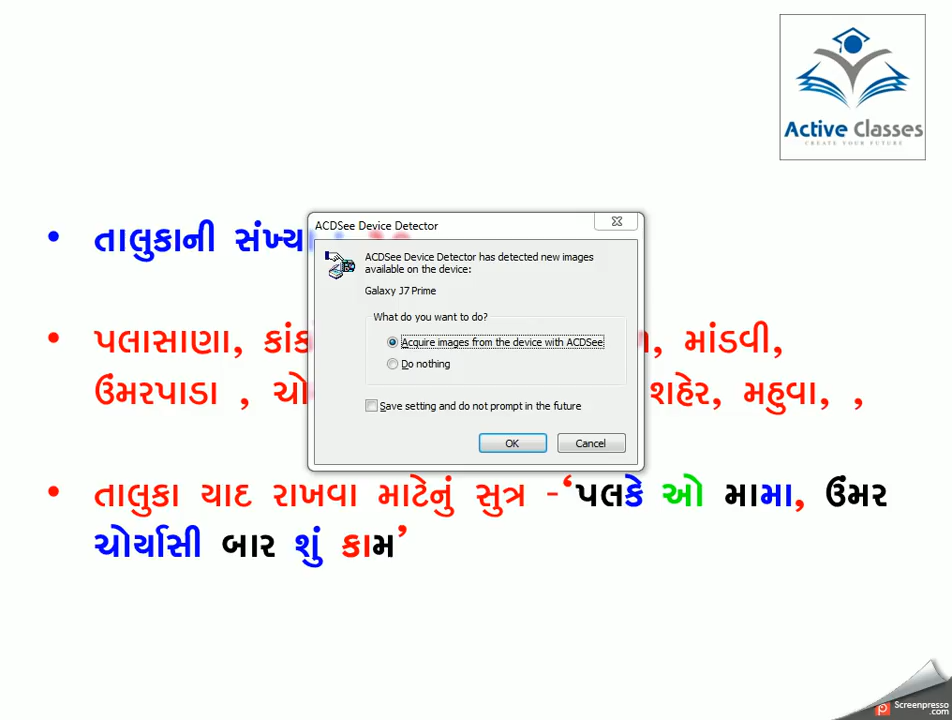 Active Classes
CREATE YOUR FUTURE
ACDSee Device Detector
• તાલુકાની
ACDSee Device Detector has detected new images
available on the device:
Galaxy J7 Prime
What do you want to do?
Acquire images from the device with ACDSee
Do nothing
Save setting and do not prompt in the future
OK Cancel
• પલાસાણા, માંડવી,
ઉંમરપાડા , શહેર, મહુવા, ,
• તાલુકા યાદ રાખવા માટેનું સુત્ર -‘પલકે ઓ મામા, ઉંમર
ચોર્યાસી બાર શું કામ’
Screenpresso
.com